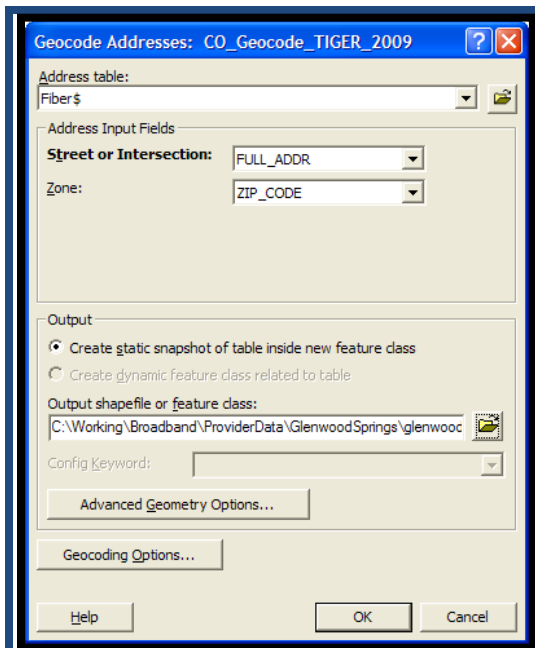 Geocode Addresses: CO_Geocode_TIGER_2009
Address table:
Fiber$
Address Input Fields
Street or Intersection: FULL_ADDR
Zone: ZIP_CODE
Output
Create static snapshot of table inside new feature class
Create dynamic feature class related to table
Output shapefile or feature class:
C:\Working\Broadband\ProviderData\GlenwoodSprings\glenwood
Config Keyword:
Advanced Geometry Options...
Geocoding Options...
Help OK Cancel